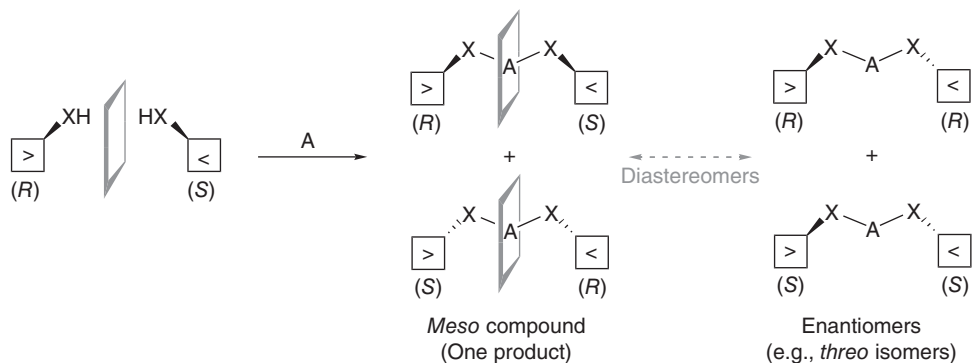 XH HX
> <
(R) (S)
A
X A X
> <
(R) (S)
+
X A X
> <
(S) (R)
Meso compound
(One product)
Diastereomers
X A X
> <
(R) (R)
+
X A X
> <
(S) (S)
Enantiomers
(e.g., threo isomers)